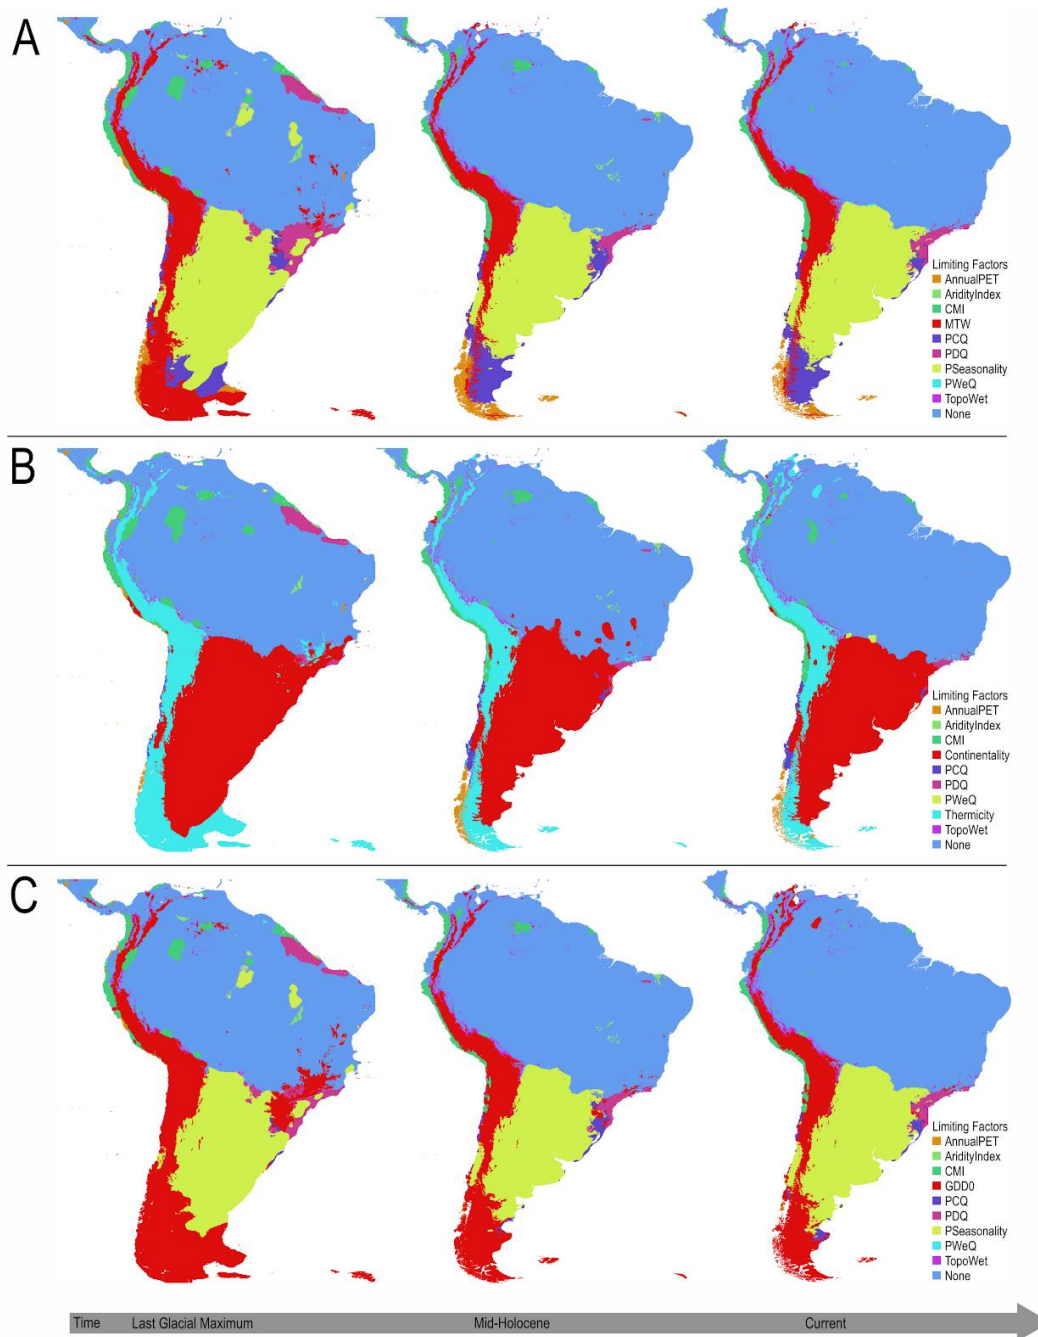 A
Limiting Factors
AnnualPET
AridityIndex
CMI
MTW
PCQ
PDQ
PSeasonality
PWeQ
TopoWet
None
B
Limiting Factors
AnnualPET
AridityIndex
CMI
Continentality
PCQ
PDQ
PWeQ
Thermicity
TopoWet
None
C
Limiting Factors
AnnualPET
AridityIndex
CMI
GDD0
PCQ
PDQ
PSeasonality
PWeQ
TopoWet
None
Time Last Glacial Maximum Mid-Holocene Current